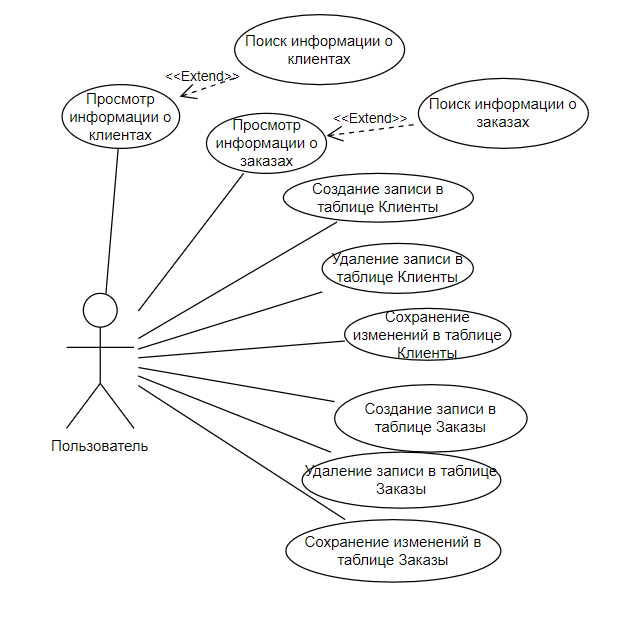 Поиск информации о
клиентах
<<Extend>>
Просмотр
информации о
клиентах
Поиск информации о
заказах
<<Extend>>
Просмотр
информации о
заказах
Создание записи в
таблице Клиенты
Удаление записи в
таблице Клиенты
Сохранение
изменений в таблице
Клиенты
Создание записи в
таблице Заказы
Пользователь
Удаление записи в таблице
Заказы
Сохранение изменений в
таблице Заказы